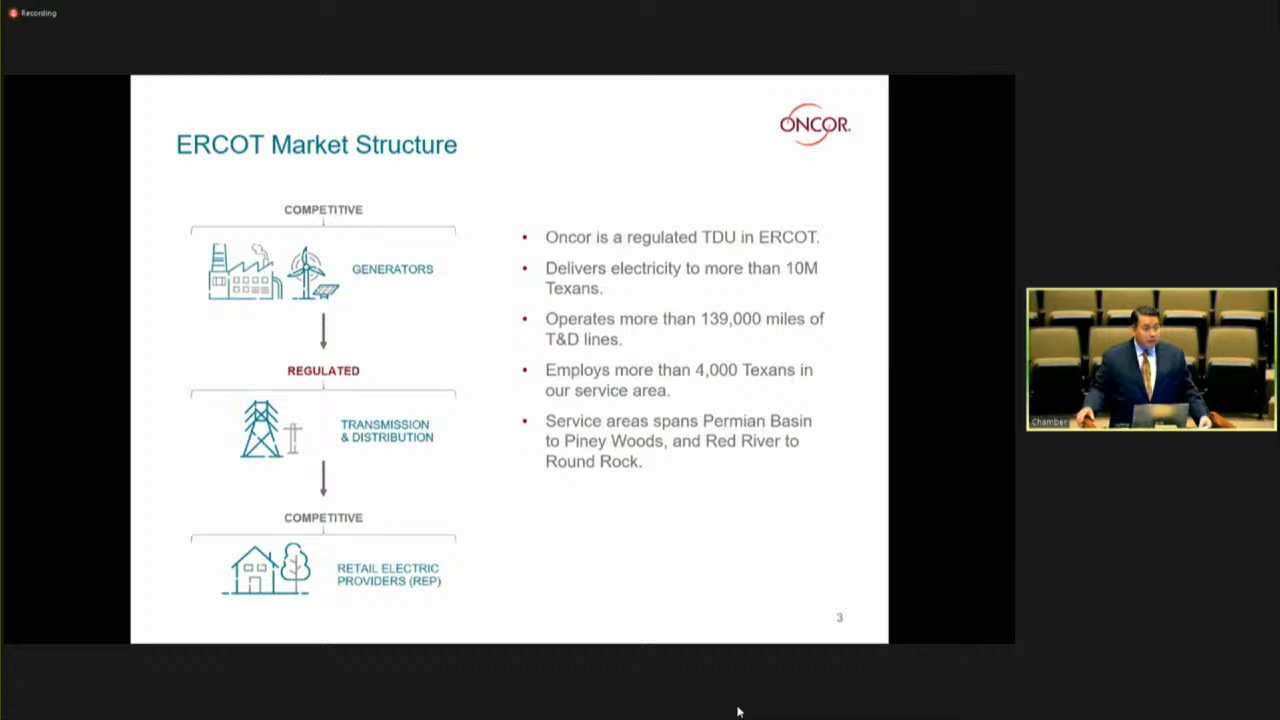 Recording
ONCOR.
ERCOT Market Structure
COMPETITIVE
GENERATORS
REGULATED
TRANSMISSION
& DISTRIBUTION
COMPETITIVE
RETAIL ELECTRIC
PROVIDERS (REP)
• Oncor is a regulated TDU in ERCOT.
• Delivers electricity to more than 10M
Texans.
• Operates more than 139,000 miles of
T&D lines.
• Employs more than 4,000 Texans in
our service area.
• Service areas spans Permian Basin
to Piney Woods, and Red River to
Round Rock.
3
Chamber